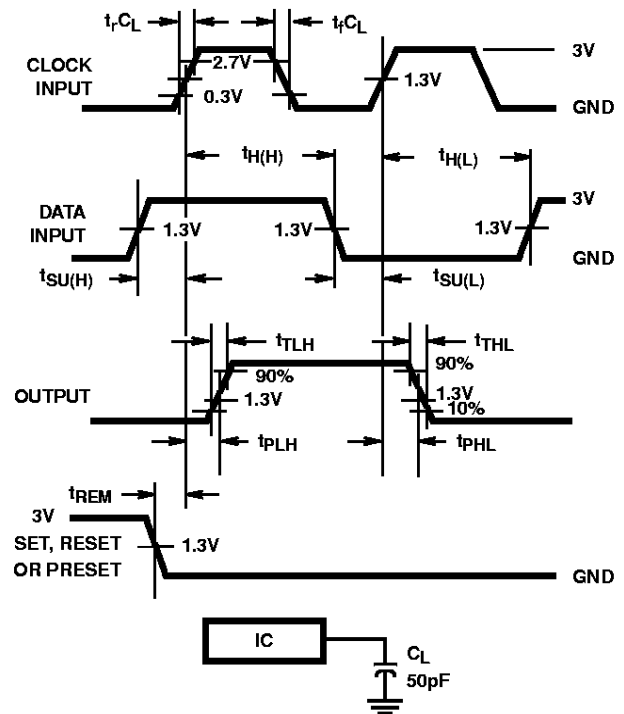 trCL
tfCL
CLOCK
INPUT
2.7V
0.3V
1.3V
3V
GND
tH(H)
tH(L)
DATA
INPUT
1.3V
1.3V
1.3V
3V
GND
tSU(H)
tSU(L)
tTLH
tTHL
OUTPUT
90%
1.3V
90%
1.3V
10%
tPLH
tPHL
tREM
3V
SET, RESET
OR PRESET
1.3V
GND
IC
CL
50pF